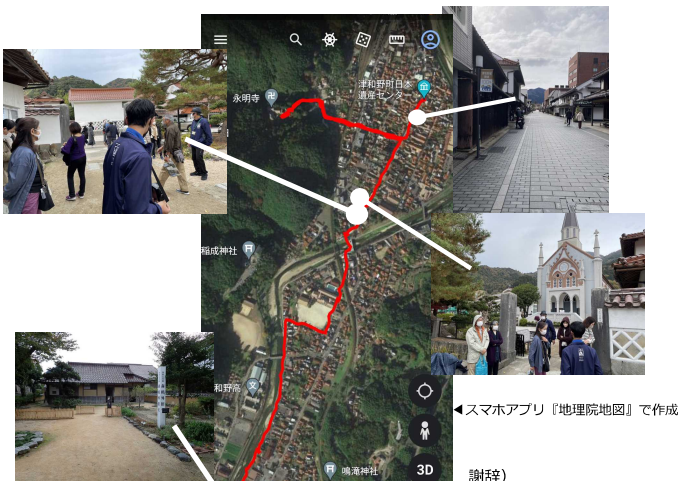 津和野町日本
遺産センター
永明寺
稲成神社
和野高
鳴滝神社
3D
◀スマホアプリ『地理院地図』で作成
謝辞）